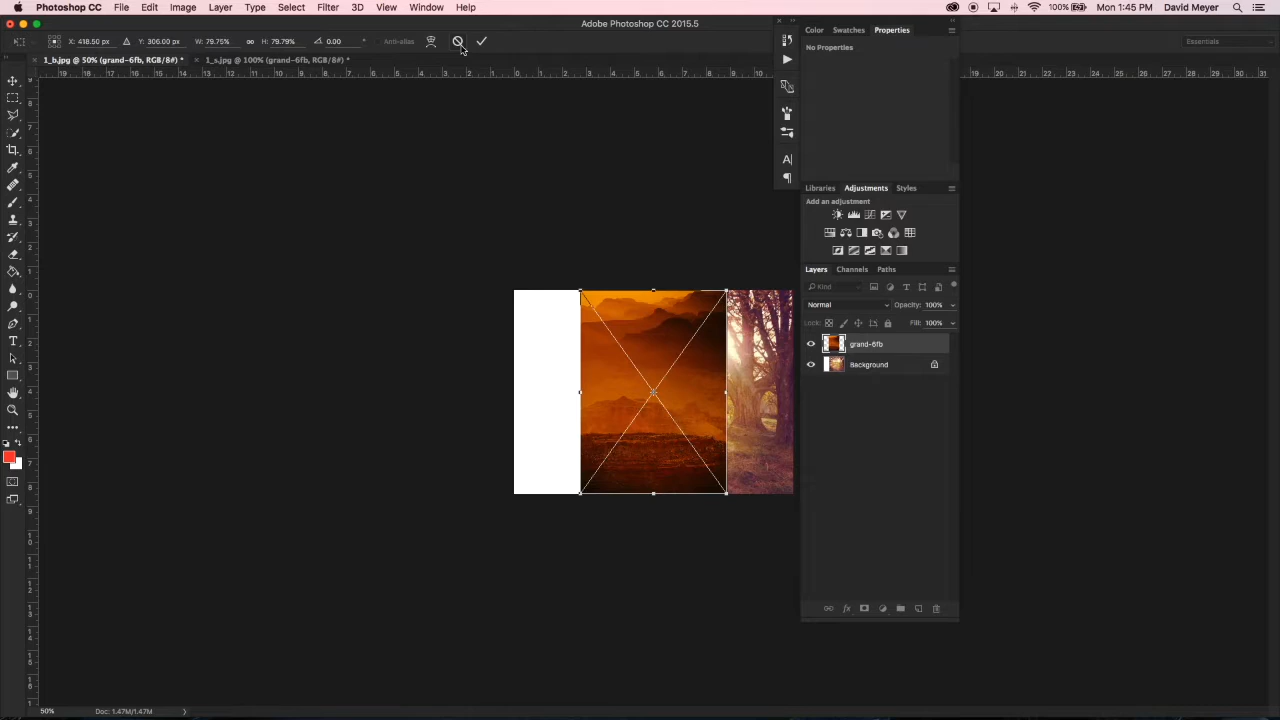 Photoshop CC File Edit Image Layer Type Select Filter 3D View Window Help 100% Mon 1:45 PM David Meyer
Adobe Photoshop CC 2015.5
X: 418.50 px Y: 306.00 px W: 79.75% H: 79.79% 0.00 ° Anti-alias Essentials
1_b.jpg @ 50% (grand-6fb, RGB/8#) * 1_s.jpg @ 100% (grand-6fb, RGB/8#) *
Color Swatches Properties
No Properties
Libraries Adjustments Styles
Add an adjustment
Layers Channels Paths
Kind
Normal Opacity: 100%
Lock: Fill: 100%
grand-6fb
Background
50% Doc: 1.47M/1.47M